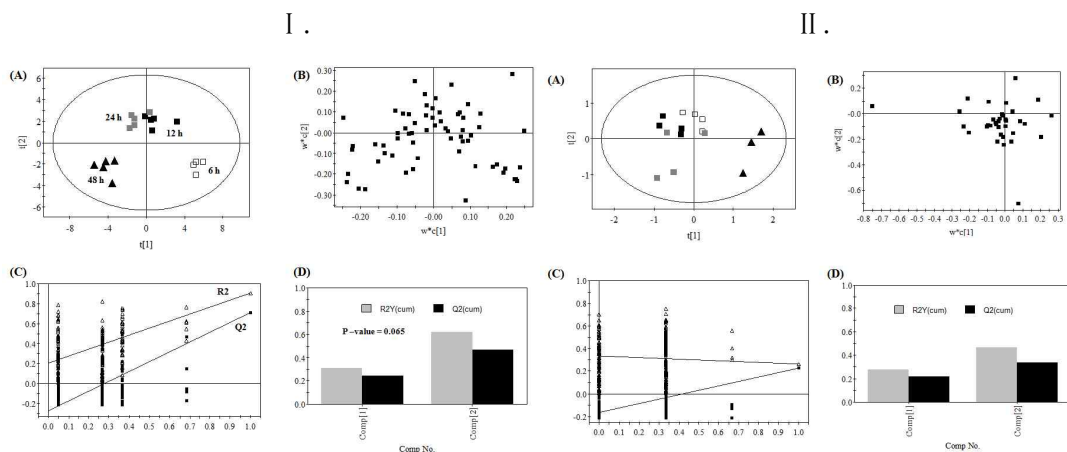 I. II.
(A)
t[2]
6
4
2
0
-2
-4
-6
24 h
12 h
48 h
6 h
-8 -4 0 4 8
t[1]
(B)
w*c[2]
0.30
0.20
0.10
-0.00
-0.10
-0.20
-0.30
-0.20 -0.10 -0.00 0.10 0.20
w*c[1]
(A)
t[2]
1
0
-1
-2 -1 0 1 2
t[1]
(B)
w*c[2]
0.2
-0.0
-0.2
-0.4
-0.6
-0.8 -0.7 -0.6 -0.5 -0.4 -0.3 -0.2 -0.1 -0.0 0.1 0.2 0.3
w*c[1]
(C)
1.0
0.9
0.8
0.7
0.6
0.5
0.4
0.3
0.2
0.1
0.0
-0.1
-0.2
R2
Q2
0.0 0.1 0.2 0.3 0.4 0.5 0.6 0.7 0.8 0.9 1.0
(D)
1.0
0.8
0.6
0.4
0.2
0.0
R2Y(cum) Q2(cum)
P –value = 0.065
Comp[1] Comp[2]
Comp No.
(C)
1.0
0.9
0.8
0.7
0.6
0.5
0.4
0.3
0.2
0.1
0.0
-0.1
-0.2
0.0 0.1 0.2 0.3 0.4 0.5 0.6 0.7 0.8 0.9 1.0
(D)
1.0
0.8
0.6
0.4
0.2
0.0
R2Y(cum) Q2(cum)
Comp[1] Comp[2]
Comp No.